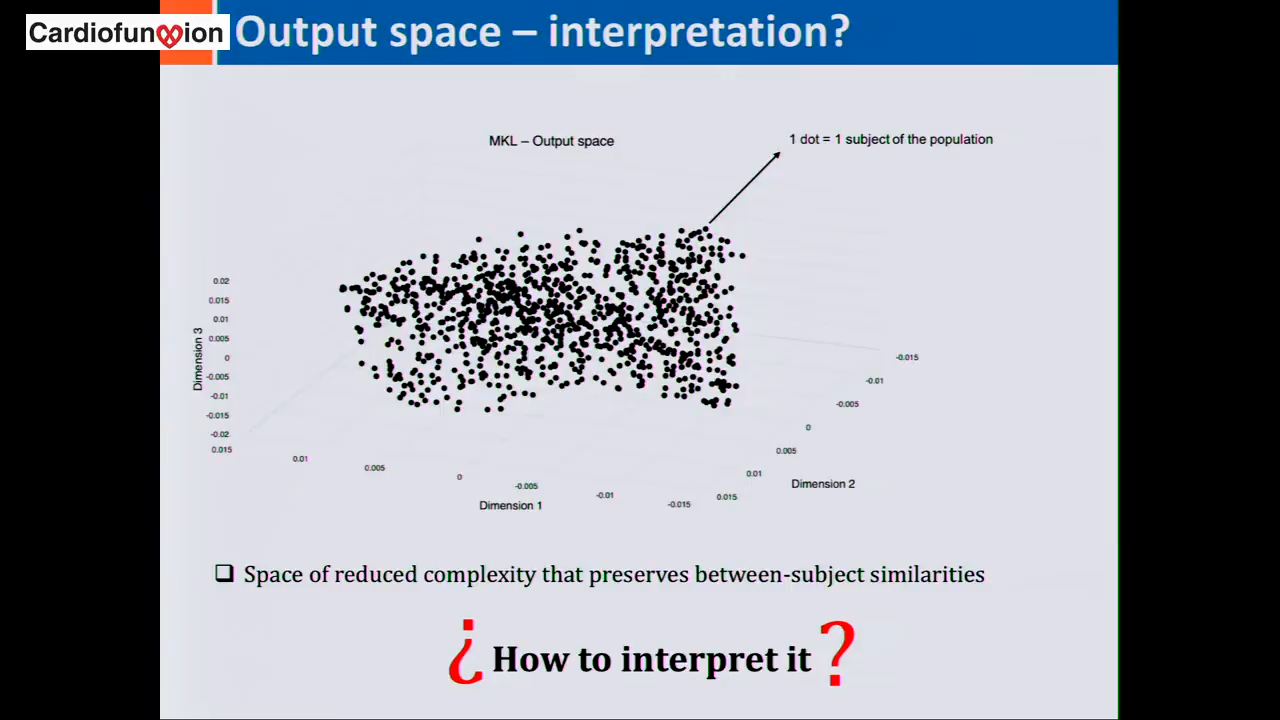 Cardiofun
ion
Output space – interpretation?
MKL – Output space
1 dot = 1 subject of the population
0.02
0.015
0.01
0.005
0
-0.005
-0.01
-0.015
-0.02
Dimension 3
0.015
0.01
0.005
0
-0.005
-0.01
-0.015
Dimension 1
-0.015
-0.01
-0.005
0
0.005
0.01
0.015
Dimension 2
❑ Space of reduced complexity that preserves between-subject similarities
¿ How to interpret it ?